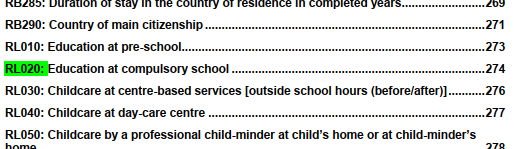 RB285: Duration of stay in the country of residence in completed years..................269
RB290: Country of main citizenship ..........................................................................271
RL010: Education at pre-school................................................................................273
RL020: Education at compulsory school ..................................................................274
RL030: Childcare at centre-based services [outside school hours (before/after)]...........276
RL040: Childcare at day-care centre .........................................................................277
RL050: Childcare by a professional child-minder at child's home or at child-minder's
home..........................................................................................................278